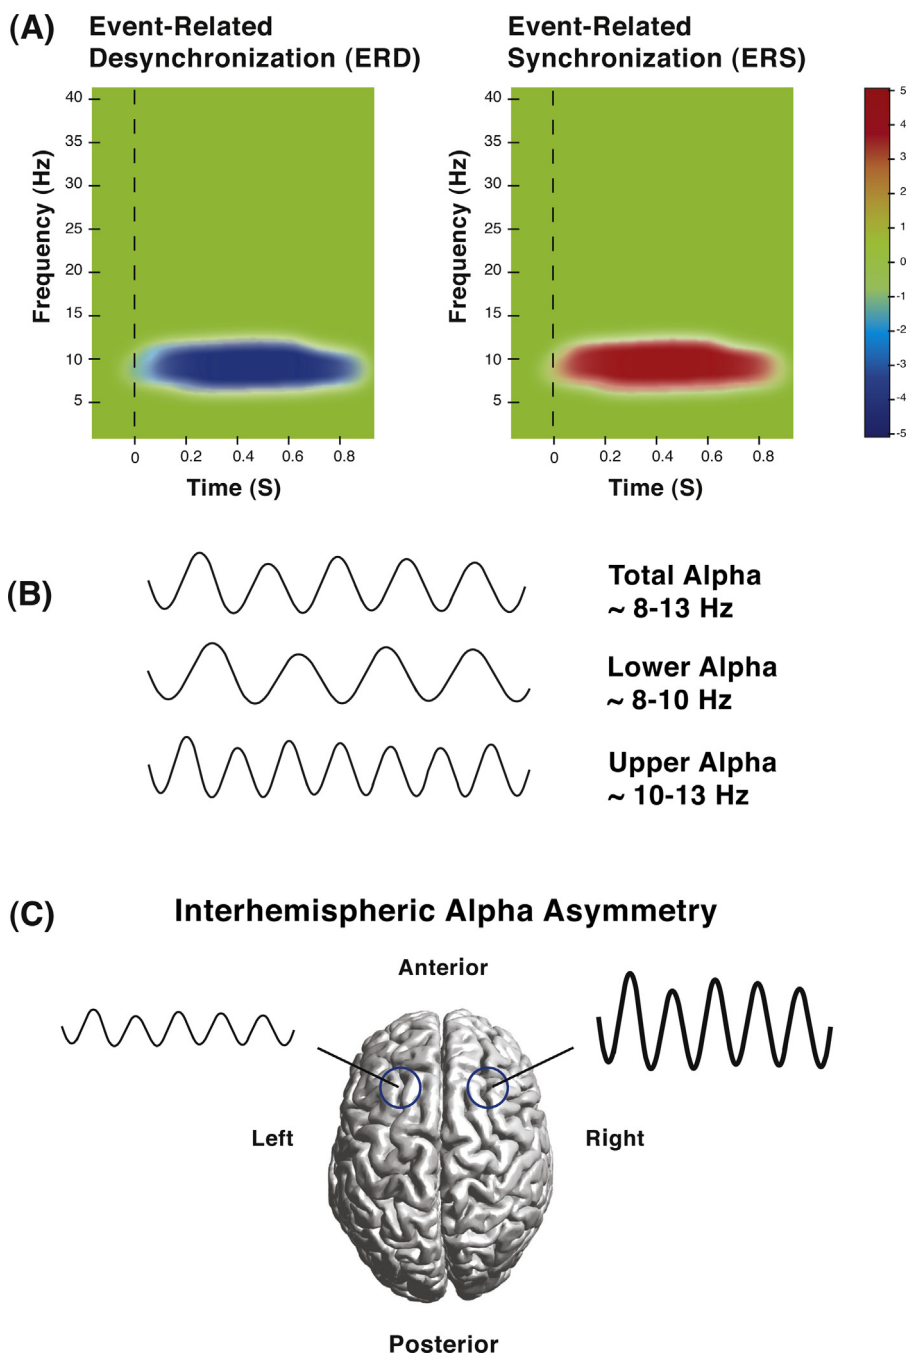 (A)
Event-Related
Desynchronization (ERD)
Event-Related
Synchronization (ERS)
Frequency (Hz)
40
35
30
25
20
15
10
5
0 0.2 0.4 0.6 0.8
Time (S)
Frequency (Hz)
40
35
30
25
20
15
10
5
0 0.2 0.4 0.6 0.8
Time (S)
5
4
3
2
1
0
-1
-2
-3
-4
-5
(B)
Total Alpha
~ 8-13 Hz
Lower Alpha
~ 8-10 Hz
Upper Alpha
~ 10-13 Hz
(C)
Interhemispheric Alpha Asymmetry
Anterior
Left
Right
Posterior